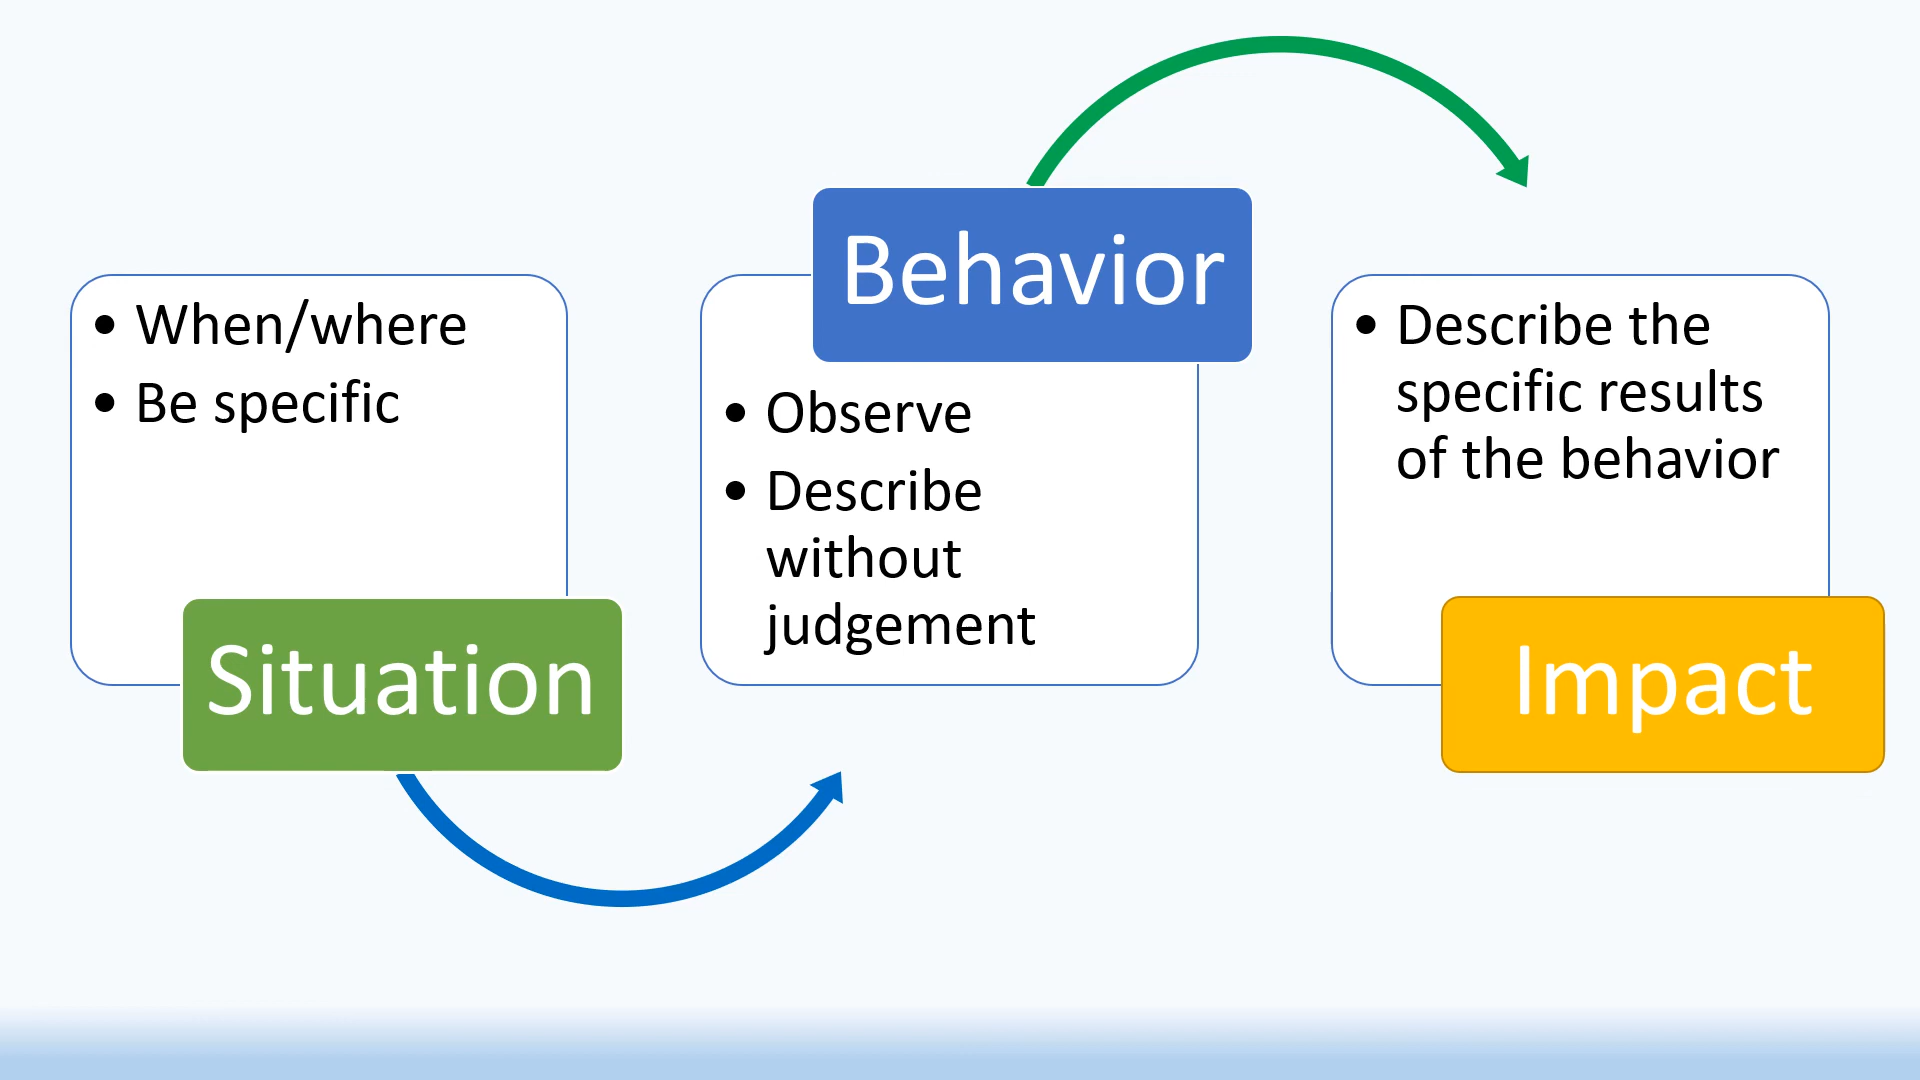 • When/where
• Be specific
Situation
Behavior
• Observe
• Describe
without
judgement
• Describe the
specific results
of the behavior
Impact